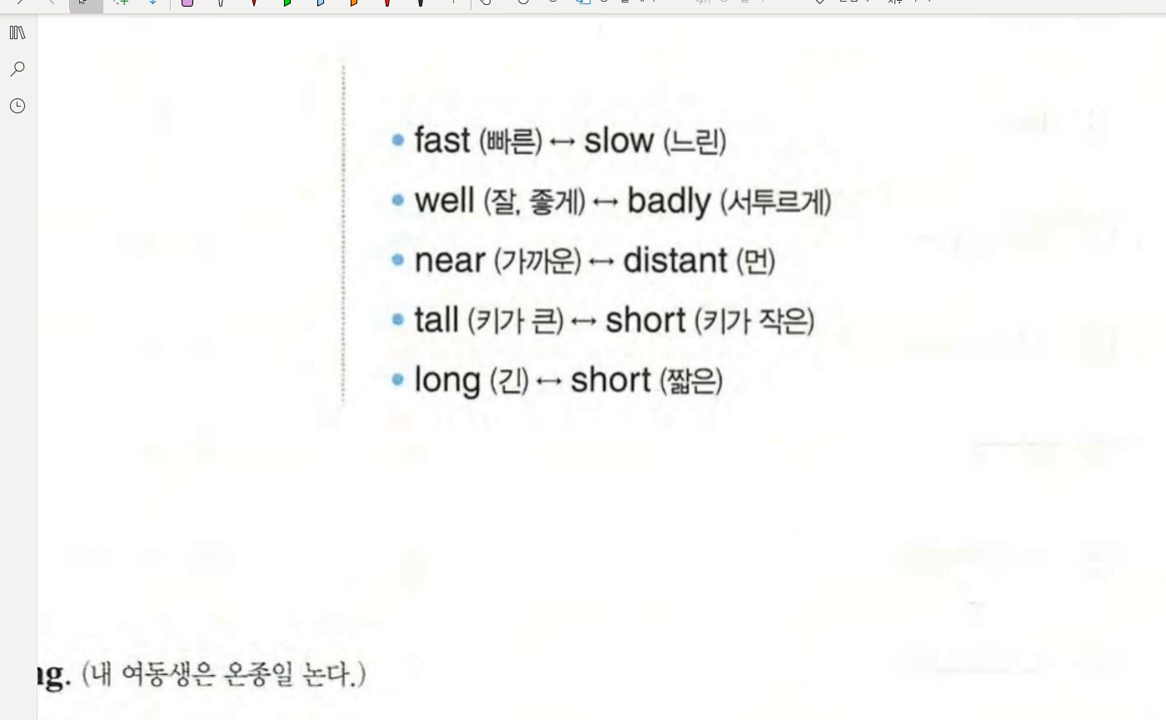 fast (빠른) ↔ slow (느린)
well (잘, 좋게) ↔ badly (서투르게)
near (가까운) ↔ distant (먼)
tall (키가 큰) ↔ short (키가 작은)
long (긴) ↔ short (짧은)
ng. (내 여동생은 온종일 논다.)